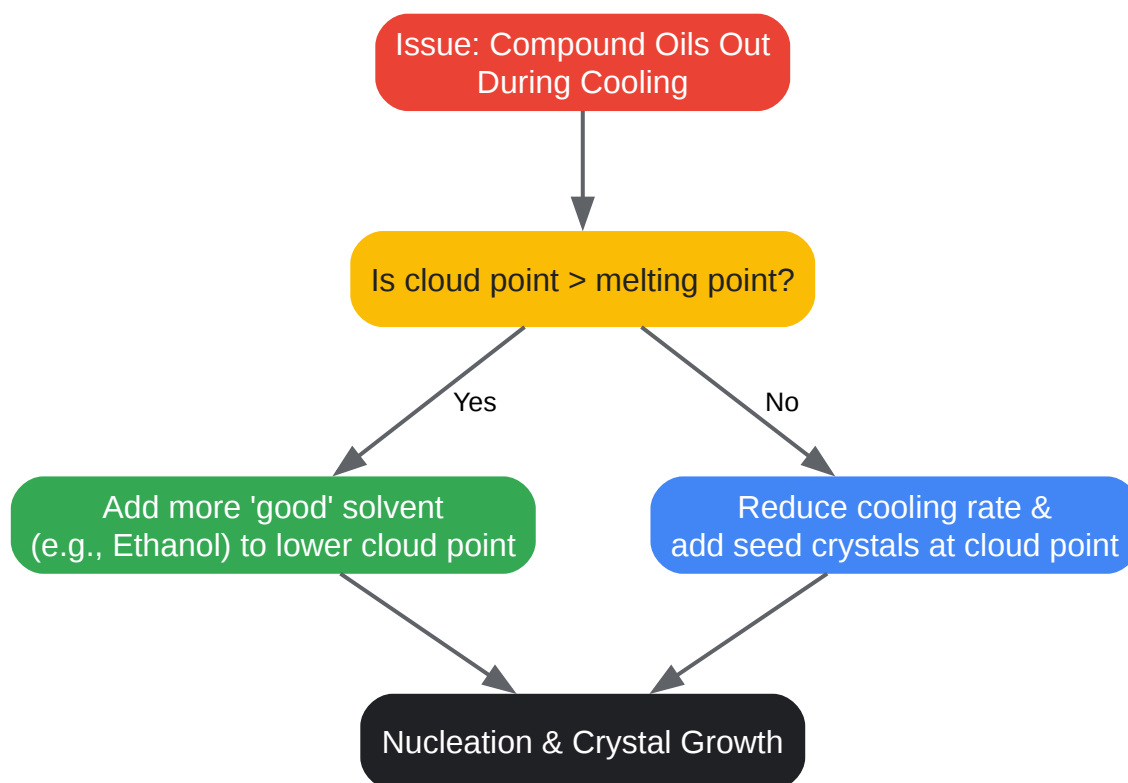 Issue: Compound Oils Out
During Cooling
Is cloud point > melting point?
Yes
No
Add more 'good' solvent
(e.g., Ethanol) to lower cloud point
Reduce cooling rate &
add seed crystals at cloud point
Nucleation & Crystal Growth